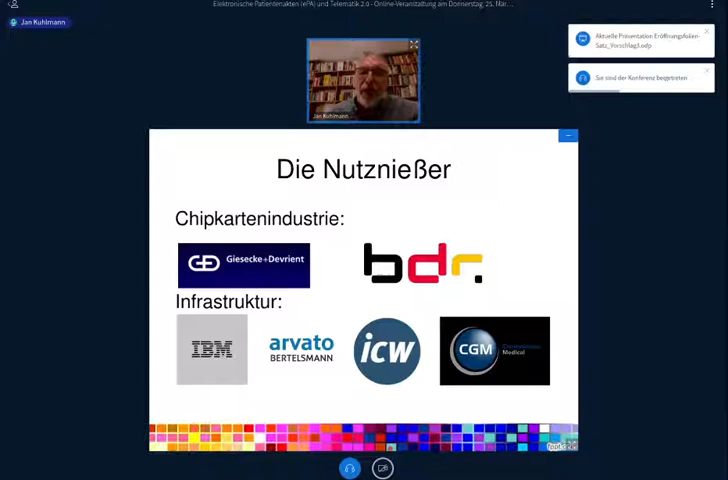 Elektronische Patientenakten (ePA) und Telematik 2.0 - Online-Veranstaltung am Donnerstag, 25. Mär...
Jan Kuhlmann
Aktuelle Präsentation Eröffnungsfolien-
Satz_Vorschlag3.odp
Sie sind der Konferenz beigetreten
Jan Kuhlmann
Die Nutznießer
Chipkartenindustrie:
G+D Giesecke+Devrient
bdr.
Infrastruktur:
IBM
arvato
BERTELSMANN
icw
CGM
Medical